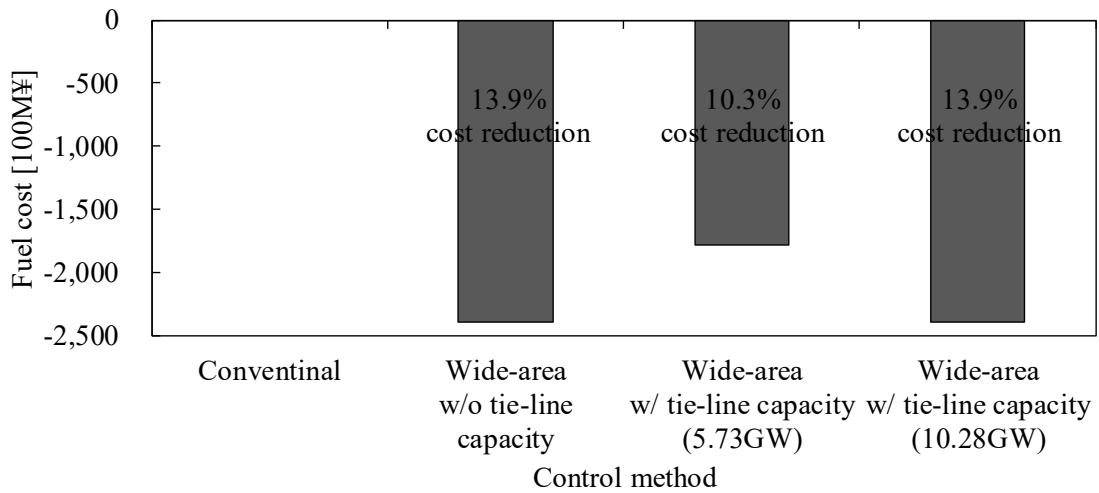 0
-500
-1,000
-1,500
-2,000
-2,500
Fuel cost [100M¥]
13.9%
cost reduction
10.3%
cost reduction
13.9%
cost reduction
Conventinal
Wide-area
w/o tie-line
capacity
Wide-area
w/ tie-line capacity
(5.73GW)
Wide-area
w/ tie-line capacity
(10.28GW)
Control method